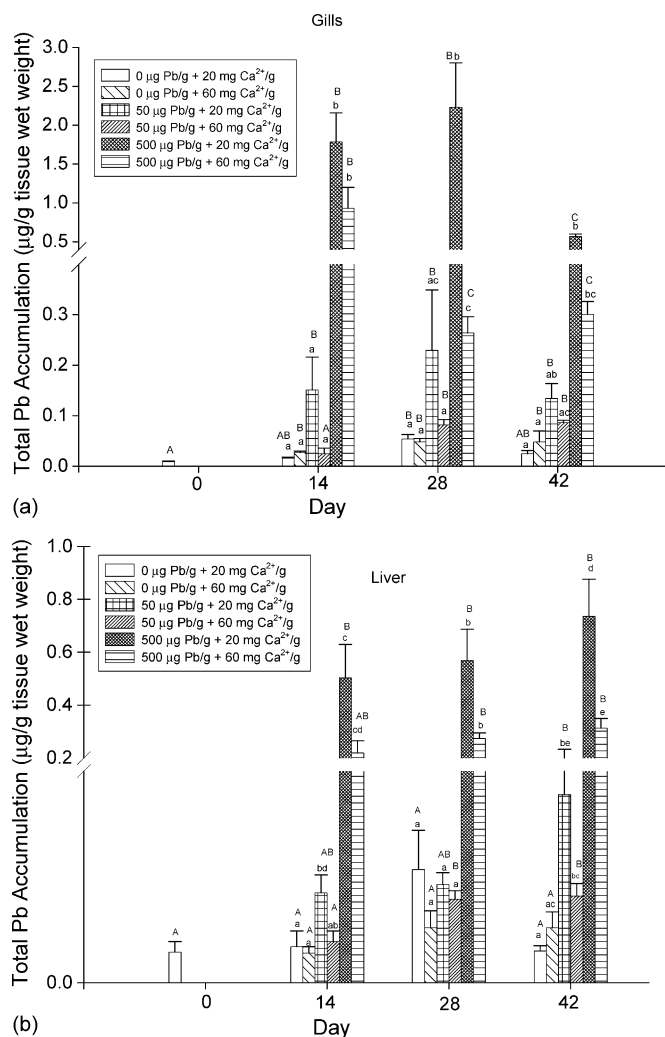 Gills
Total Pb Accumulation (µg/g tissue wet weight)
3.0
2.5
2.0
1.5
1.0
0.5
0.3
0.2
0.1
0.0
0 µg Pb/g + 20 mg Ca²⁺/g
0 µg Pb/g + 60 mg Ca²⁺/g
50 µg Pb/g + 20 mg Ca²⁺/g
50 µg Pb/g + 60 mg Ca²⁺/g
500 µg Pb/g + 20 mg Ca²⁺/g
500 µg Pb/g + 60 mg Ca²⁺/g
A
AB
a
B
a
B
a
A
a
B
b
B
b
B
a
B
a
B
ac
B
a
B b
C
c
AB
a
B
a
B
ab
B
ac
C
b
C
bc
0 14 28 42
Day
(a)
Liver
Total Pb Accumulation (µg/g tissue wet weight)
1.0
0.8
0.6
0.4
0.2
0.0
0 µg Pb/g + 20 mg Ca²⁺/g
0 µg Pb/g + 60 mg Ca²⁺/g
50 µg Pb/g + 20 mg Ca²⁺/g
50 µg Pb/g + 60 mg Ca²⁺/g
500 µg Pb/g + 20 mg Ca²⁺/g
500 µg Pb/g + 60 mg Ca²⁺/g
A
A
a
A
a
AB
bd
A
ab
B
c
AB
cd
A
a
A
a
AB
a
B
a
B
b
B
b
A
a
A
ac
B
be
B
bc
B
d
B
e
0 14 28 42
Day
(b)